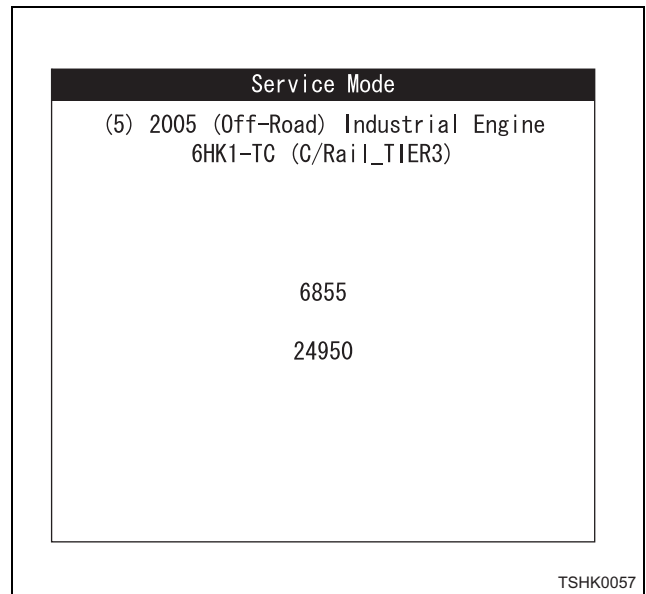 Service Mode
(5) 2005 (Off-Road) Industrial Engine
6HK1-TC (C/Rail_TIER3)
6855
24950
TSHK0057